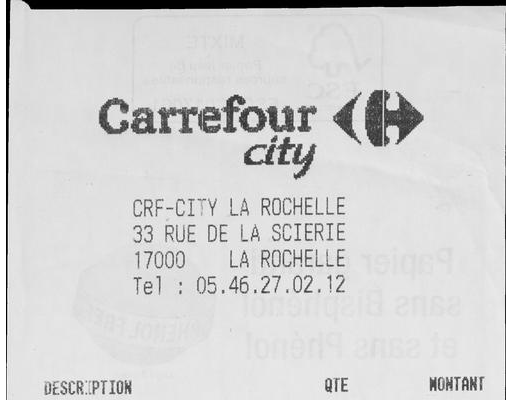 MIXTE
Carrefour
city
CRF-CITY LA ROCHELLE
33 RUE DE LA SCIERIE
17000 LA ROCHELLE
Tel : 05.46.27.02.12
Papier
sans Bisphénol
et sans Phénol
DESCRIPTION QTE MONTANT